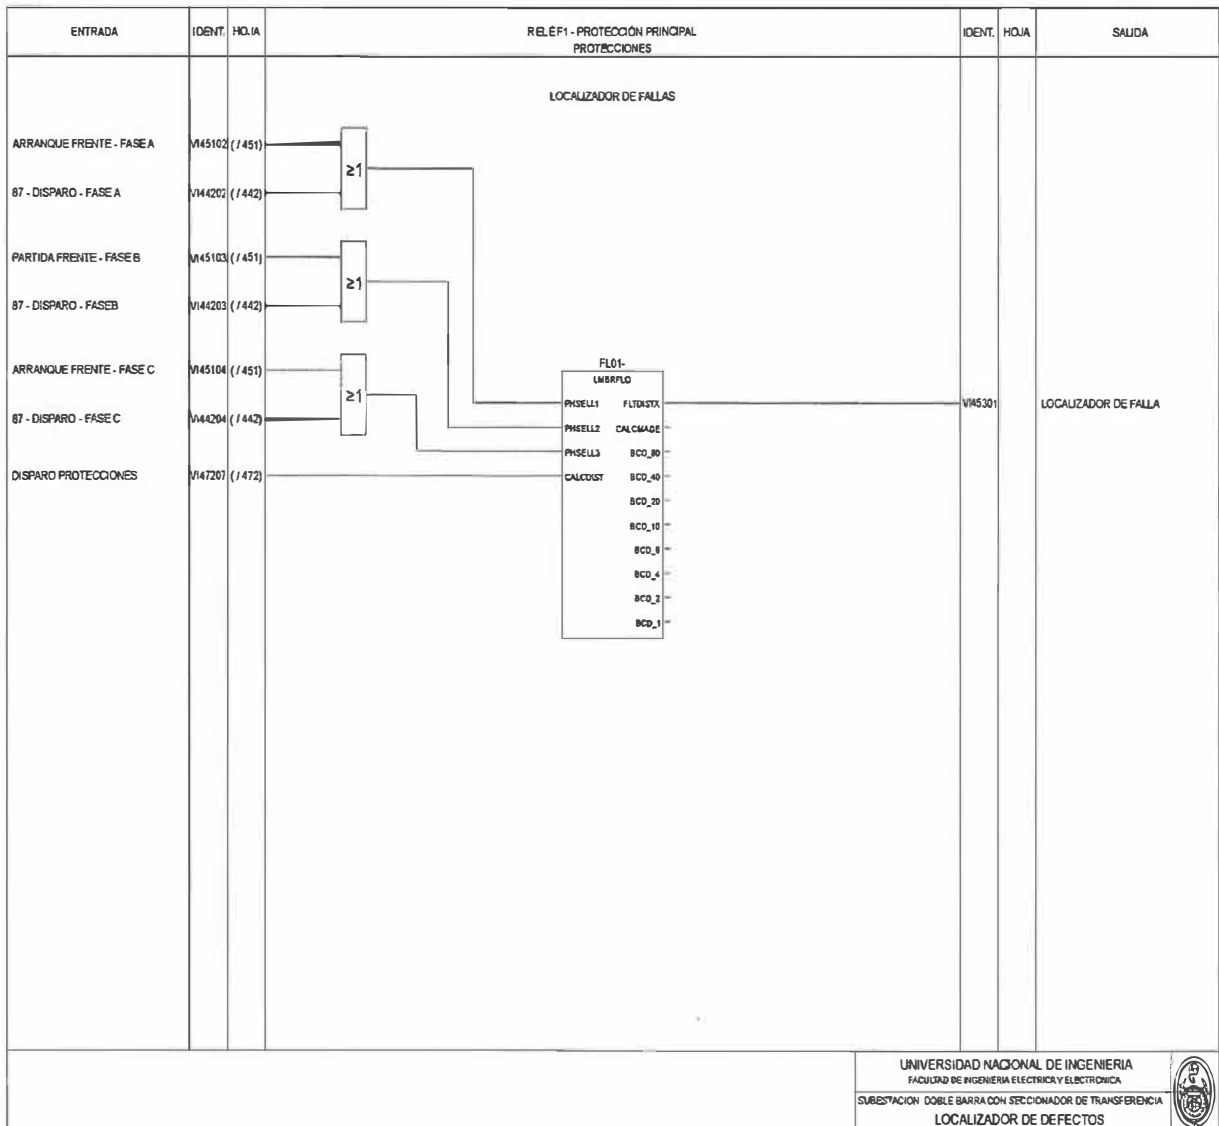 ENTRADA IDENT. HOJA RELÉ F1 - PROTECCIÓN PRINCIPAL IDENT. HOJA SALIDA
PROTECCIONES
LOCALIZADOR DE FALLAS
ARRANQUE FRENTE - FASE A VI45102 ( / 451)
≥1
87 - DISPARO - FASE A VI44202 ( / 442)
PARTIDA FRENTE - FASE B VI45103 ( / 451)
≥1
87 - DISPARO - FASEB VI44203 ( / 442)
FL01-
ARRANQUE FRENTE - FASE C VI45104 ( / 451)
LMBRFLO
≥1
PHSELL1 FLTDISTX VI45301 LOCALIZADOR DE FALLA
87 - DISPARO - FASE C VI44204 ( / 442)
PHSELL2 CALCMADE
PHSELL3 BCD_80
DISPARO PROTECCIONES VI47207 ( / 472) CALCDIST BCD_40
BCD_20
BCD_10
BCD_8
BCD_4
BCD_2
BCD_1
UNIVERSIDAD NACIONAL DE INGENIERIA
FACULTAD DE INGENIERIA ELECTRICA Y ELECTRONICA
SUBESTACION DOBLE BARRA CON SECCIONADOR DE TRANSFERENCIA
LOCALIZADOR DE DEFECTOS